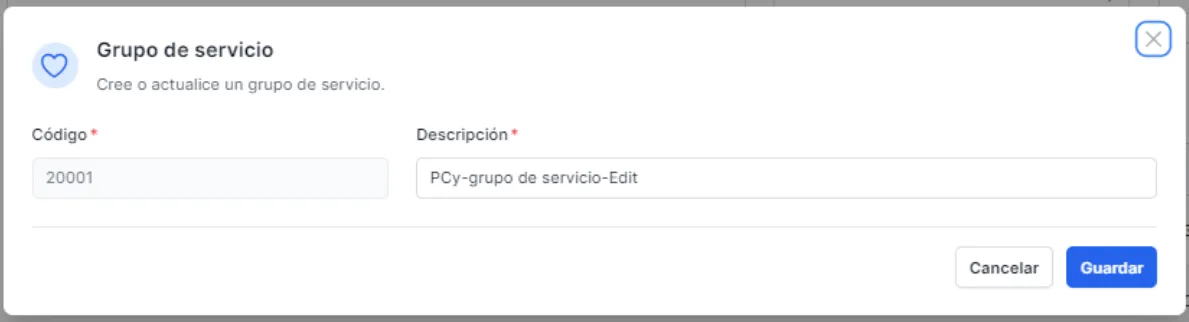 Grupo de servicio
Cree o actualice un grupo de servicio.
Código *
Descripción *
20001
PCy-grupo de servicio-Edit
Cancelar
Guardar